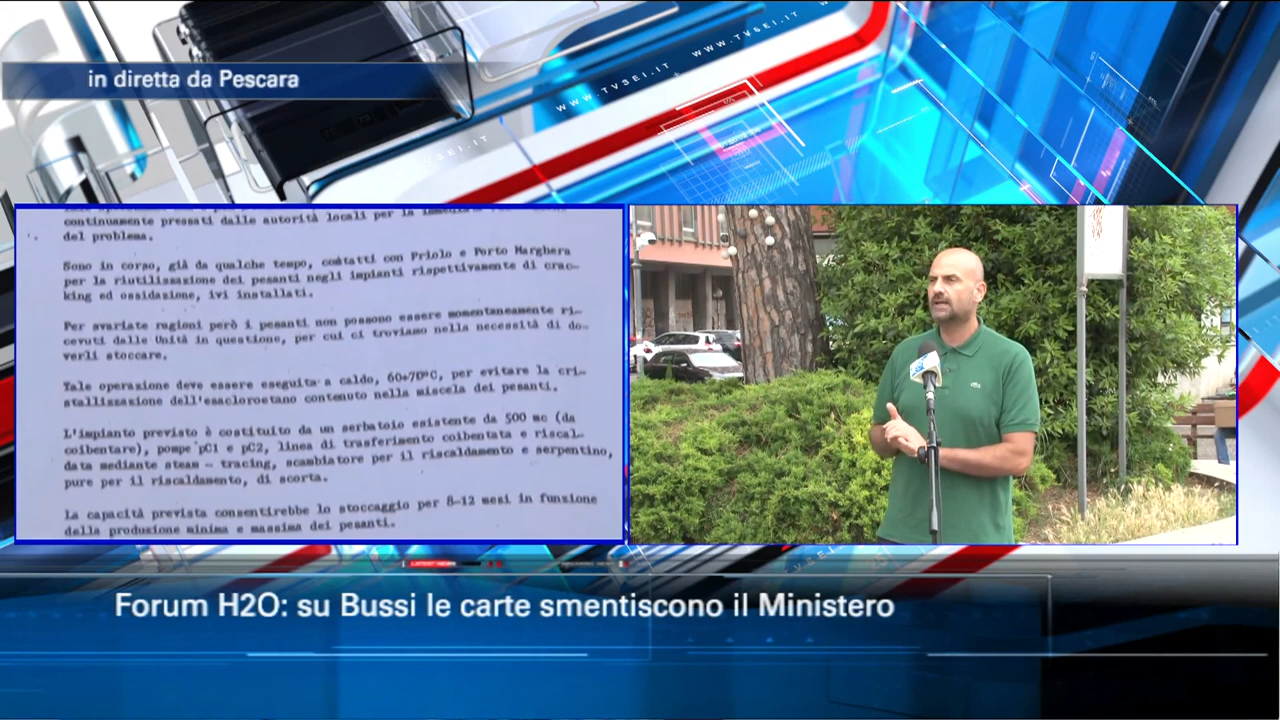 in diretta da Pescara
WWW.TVSEI.IT
WWW.TVSEI.IT
continuamente pressati dalle autorità locali per la
del problema.
Sono in corso, già da qualche tempo, contatti con Priolo e Porto Marghera
per la riutilizzazione dei pesanti negli impianti rispettivamente di crac-
king ed ossidazione, ivi installati.
Per svariate ragioni però i pesanti non possono essere momentaneamente ri-
cevuti dalle Unità in questione, per cui ci troviamo nella necessità di do-
verli stoccare.
Tale operazione deve essere eseguita a caldo, 60÷70°C, per evitare la cri-
stallizzazione dell'esacloroetano contenuto nella miscela dei pesanti.
L'impianto previsto è costituito da un serbatoio esistente da 500 mc (da
coibentare), pompe pC1 e pC2, linea di trasferimento coibentata e riscal-
data mediante steam - tracing, scambiatore per il riscaldamento e serpentino,
pure per il riscaldamento, di scorta.
La capacità prevista consentirebbe lo stoccaggio per 8-12 mesi in funzione
della produzione minima e massima dei pesanti.
LATEST NEWS
Forum H2O: su Bussi le carte smentiscono il Ministero